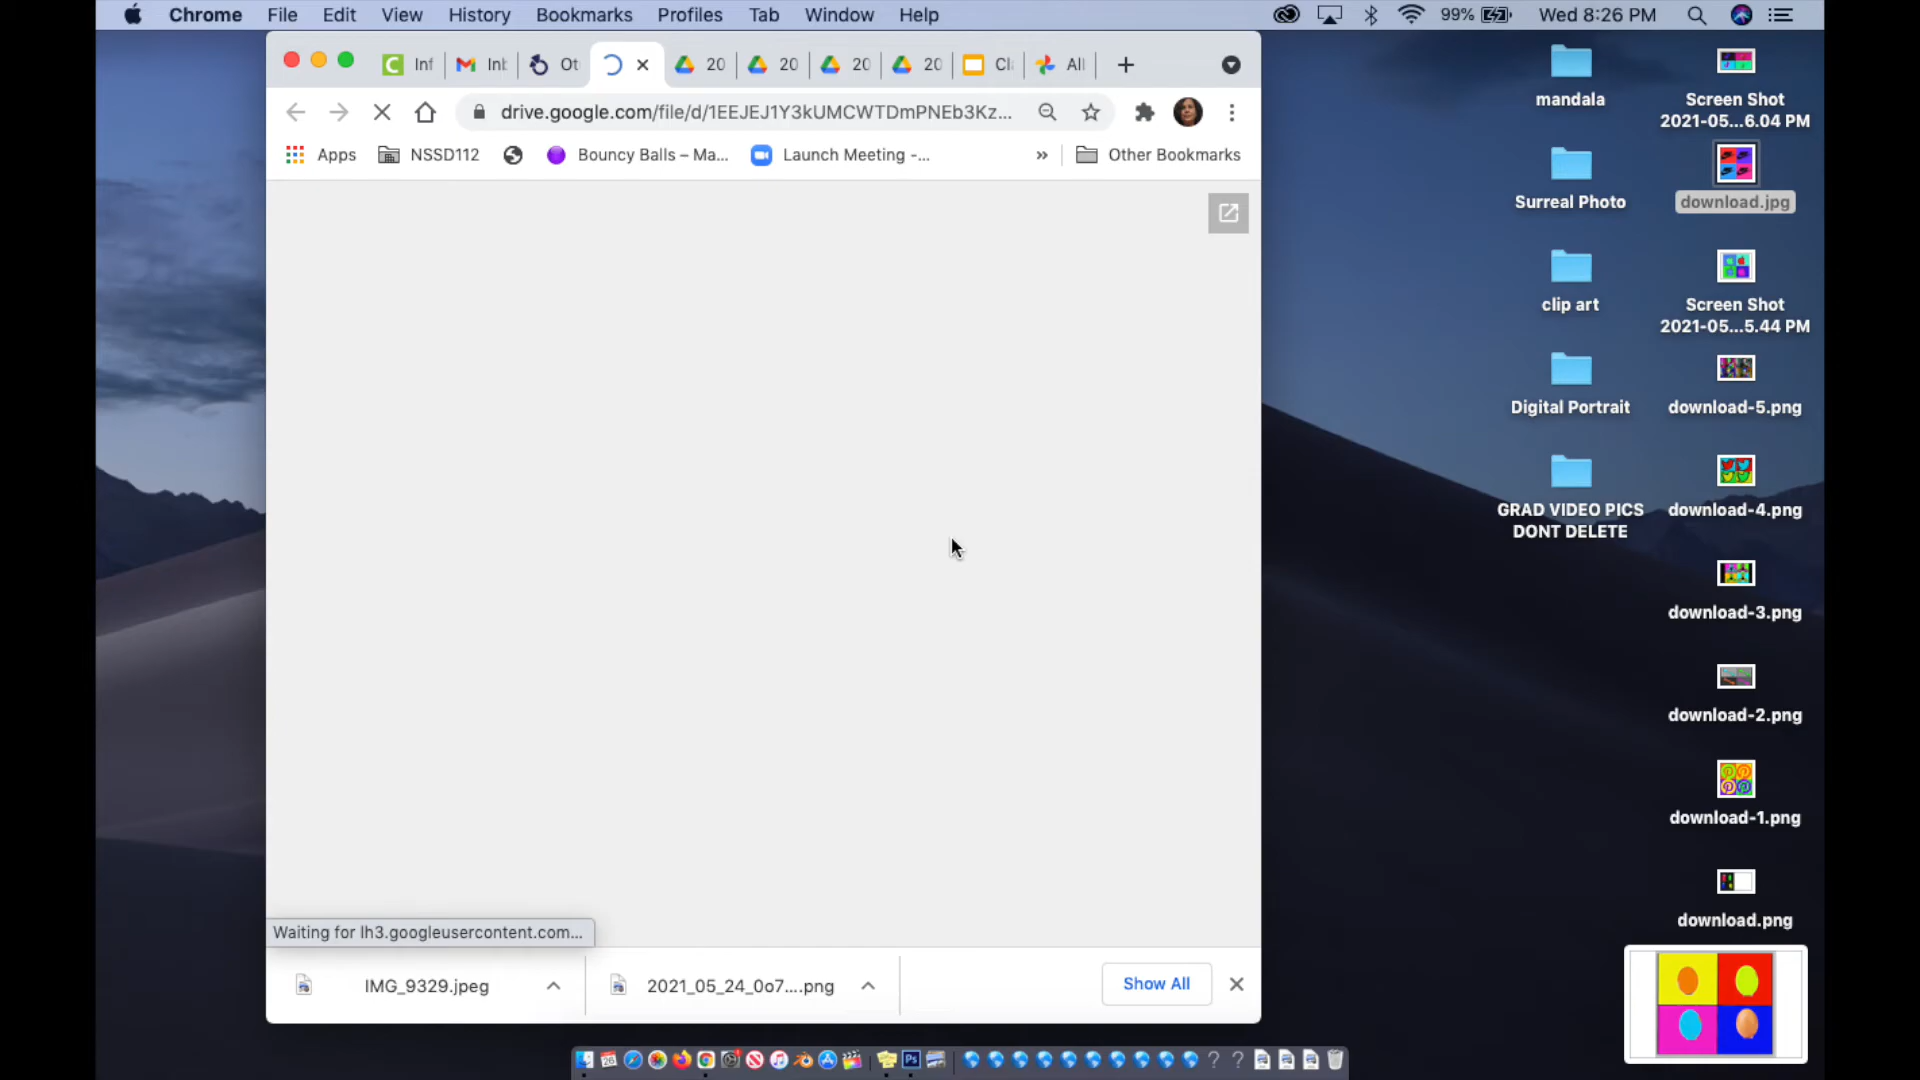 Chrome File Edit View History Bookmarks Profiles Tab Window Help 99% Wed 8:26 PM
Inf Inb Ot 20 20 20 20 Cla All
drive.google.com/file/d/1EEJEJ1Y3kUMCWTDmPNEb3Kz...
Apps NSSD112 Bouncy Balls – Ma... Launch Meeting -... » Other Bookmarks
mandala
Surreal Photo
clip art
Digital Portrait
GRAD VIDEO PICS
DONT DELETE
Screen Shot
2021-05...6.04 PM
download.jpg
Screen Shot
2021-05...5.44 PM
download-5.png
download-4.png
download-3.png
download-2.png
download-1.png
download.png
Waiting for lh3.googleusercontent.com...
IMG_9329.jpeg 2021_05_24_0o7....png Show All
26 Ps ? ?